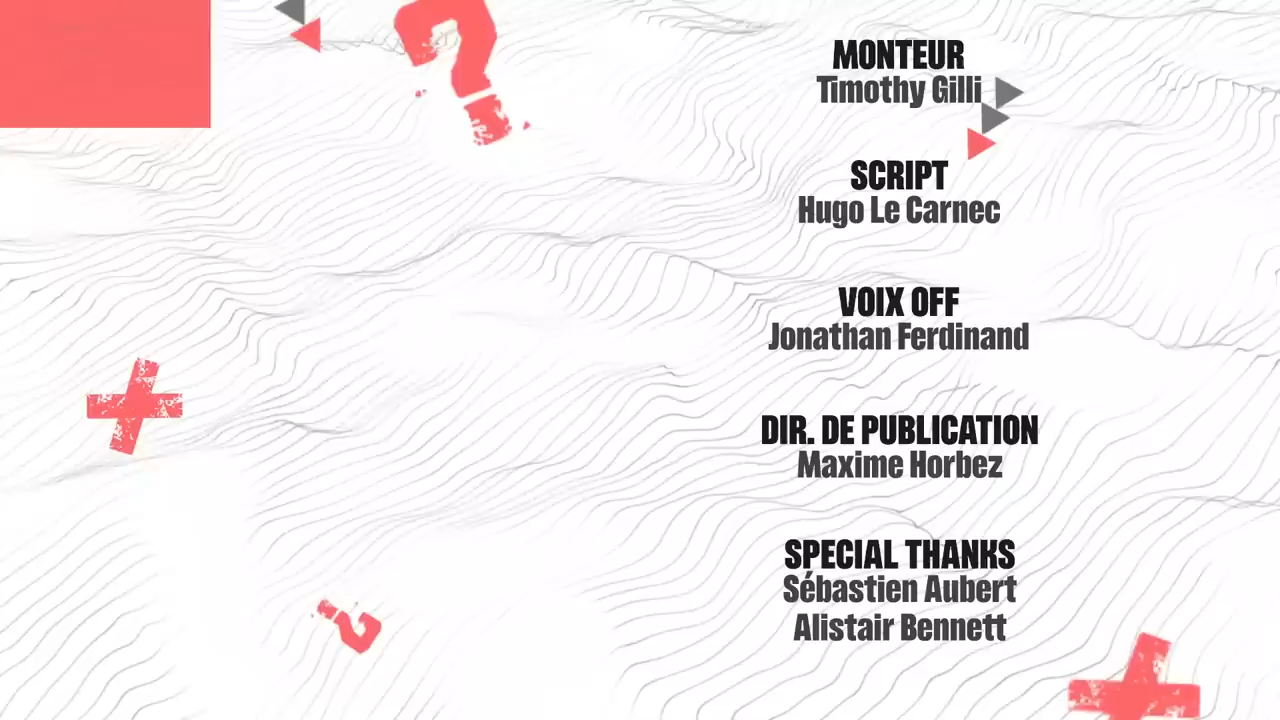 MONTEUR
Timothy Gilli
SCRIPT
Hugo Le Carnec
VOIX OFF
Jonathan Ferdinand
DIR. DE PUBLICATION
Maxime Horbez
SPECIAL THANKS
Sébastien Aubert
Alistair Bennett